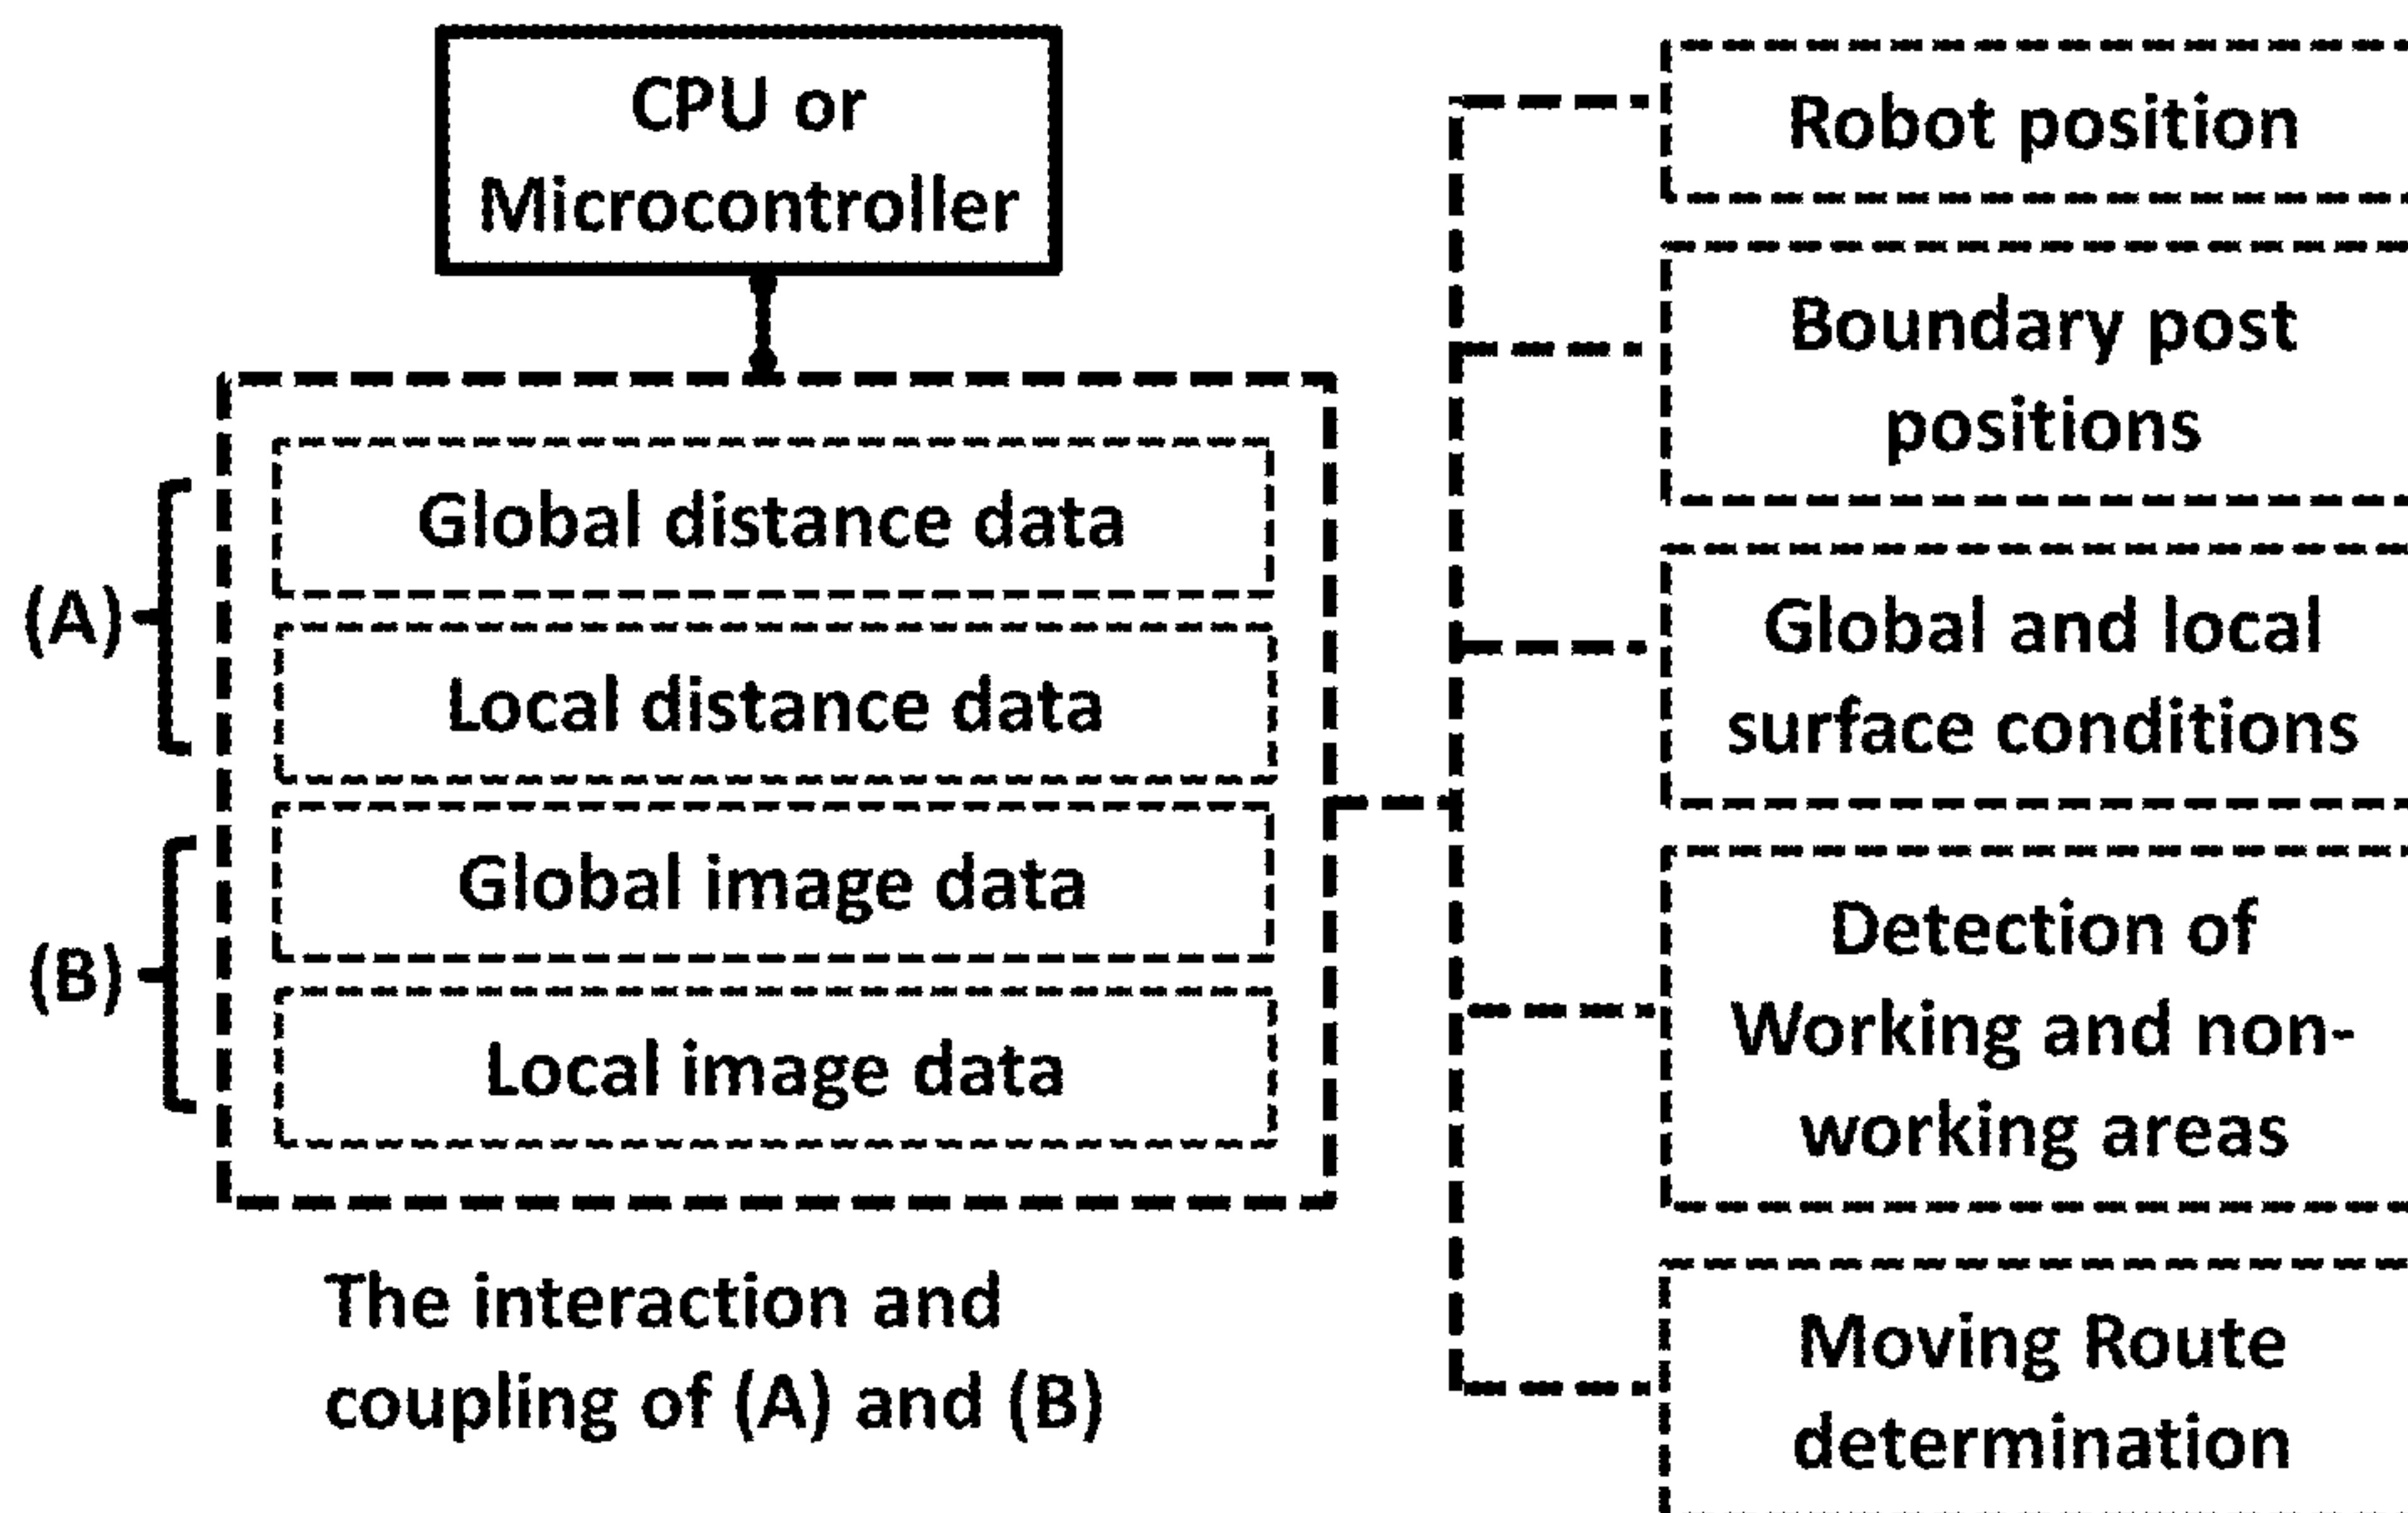 CPU or
Microcontroller
(A)
Global distance data
Local distance data
(B)
Global image data
Local image data
The interaction and
coupling of (A) and (B)
Robot position
Boundary post
positions
Global and local
surface conditions
Detection of
Working and non-
working areas
Moving Route
determination